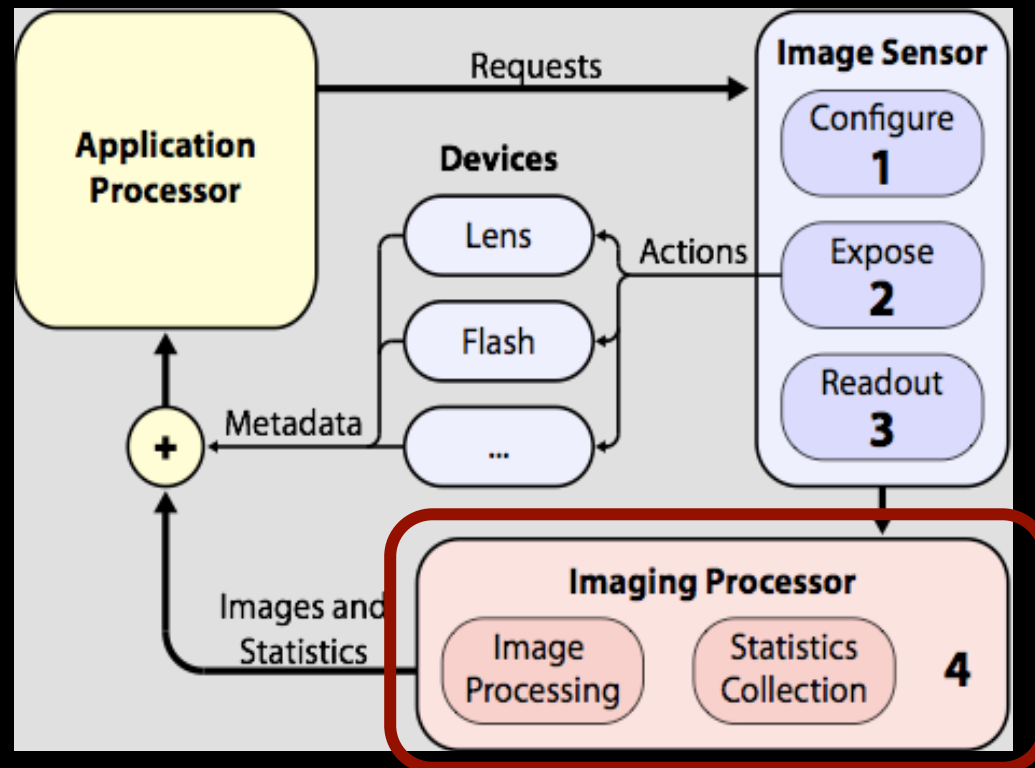 Application
Processor
Requests
Devices
Lens
Flash
...
Actions
Image Sensor
Configure
1
Expose
2
Readout
3
+
Metadata
Images and
Statistics
Imaging Processor
Image
Processing
Statistics
Collection
4